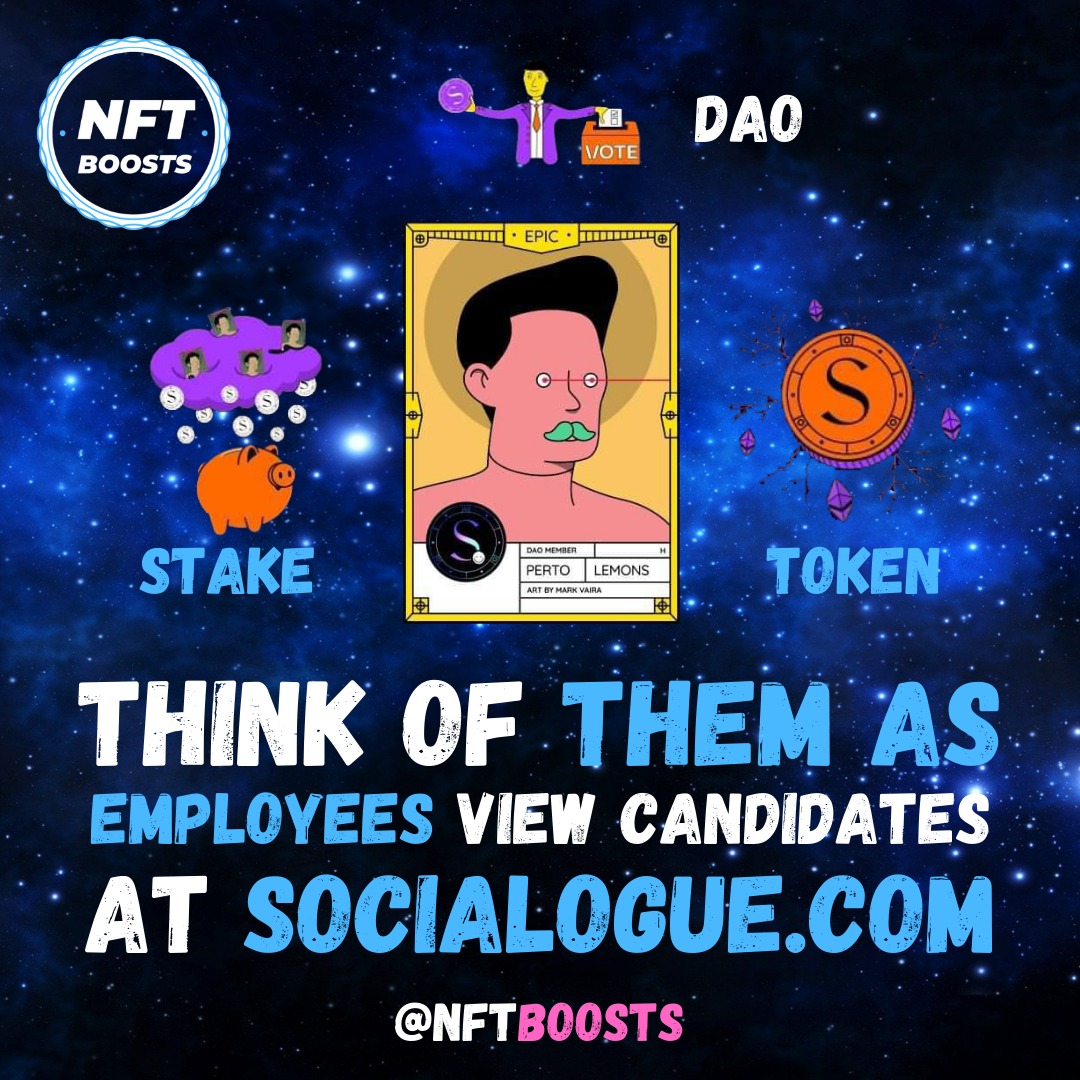 NFT
BOOSTS
VOTE
DAO
EPIC
S
S
DAO MEMBER H
PERTO LEMONS
ART BY MARK VAIRA
STAKE
TOKEN
THINK OF THEM AS
EMPLOYEES VIEW CANDIDATES
AT SOCIALOGUE.COM
@NFTBOOSTS